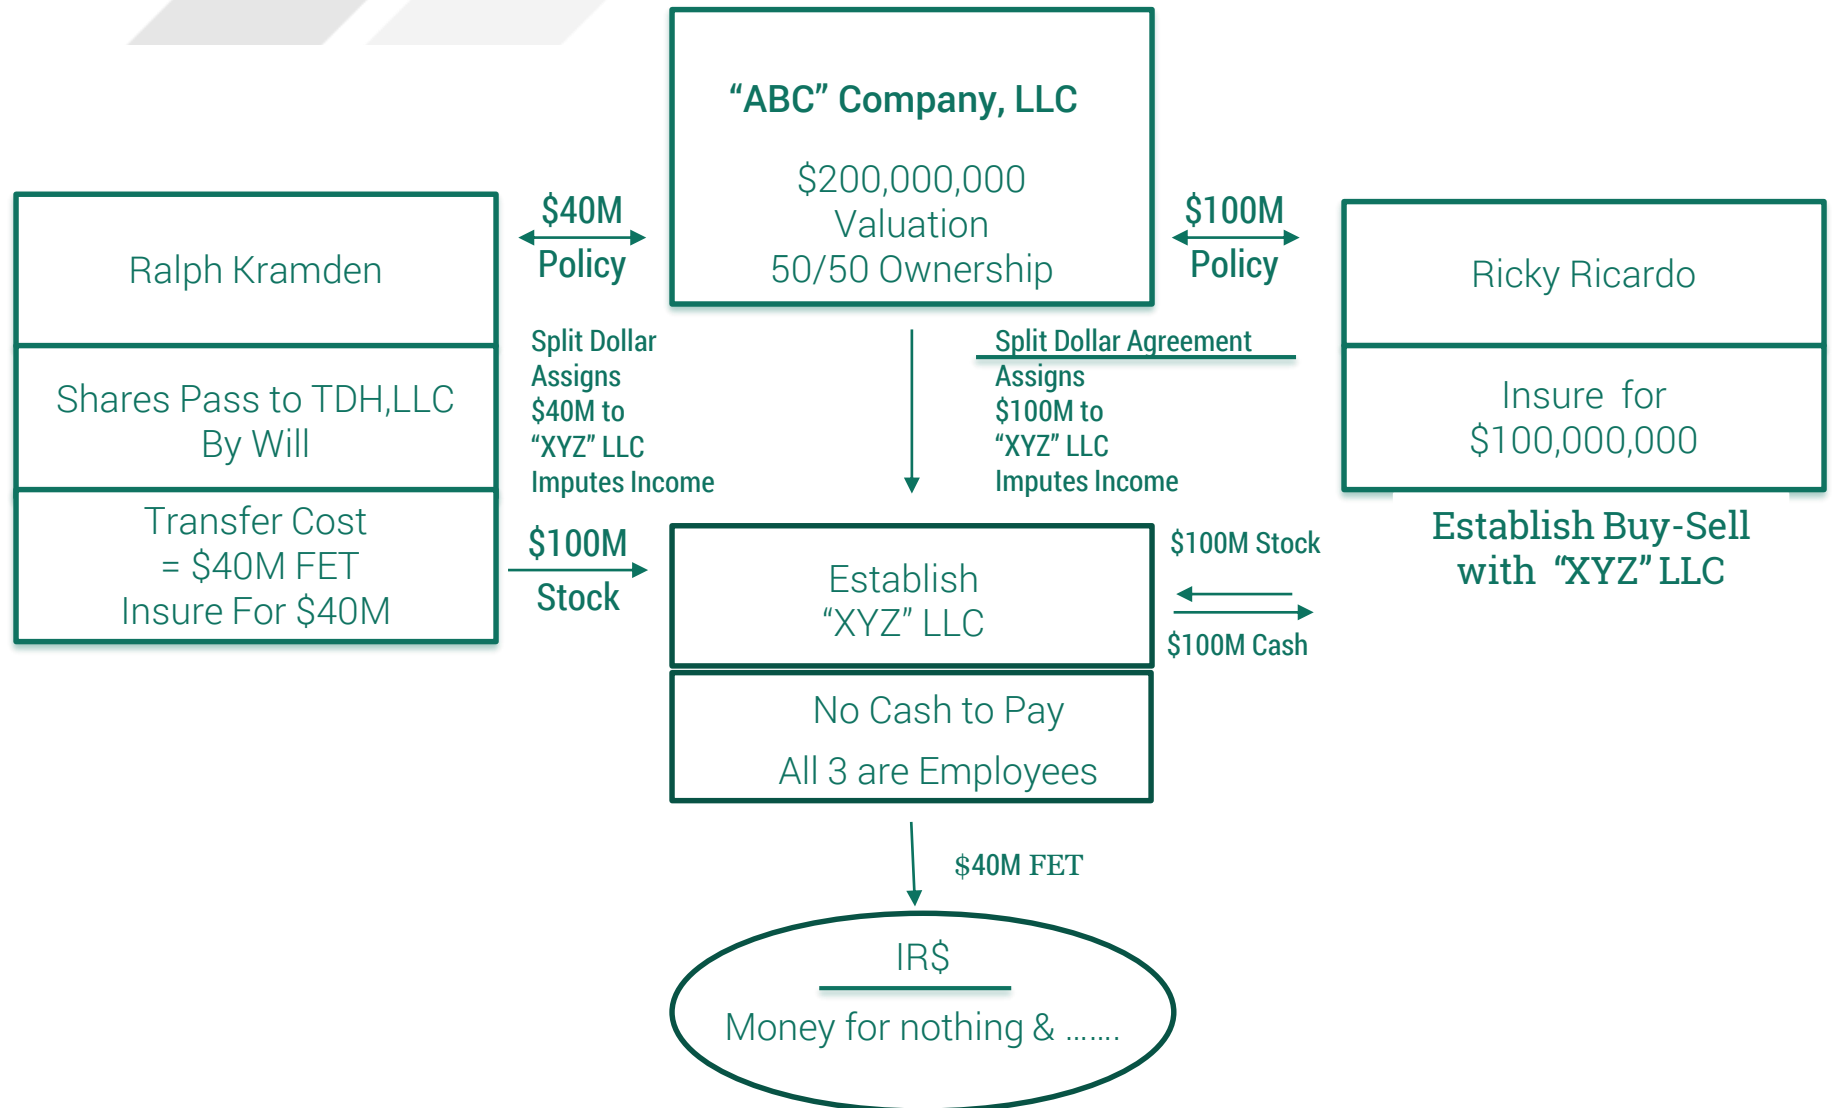 “ABC” Company, LLC
$200,000,000
Valuation
50/50 Ownership
$40M
Policy
$100M
Policy
Ralph Kramden
Shares Pass to TDH,LLC
By Will
Transfer Cost
= $40M FET
Insure For $40M
Split Dollar
Assigns
$40M to
“XYZ” LLC
Imputes Income
Split Dollar Agreement
Assigns
$100M to
“XYZ” LLC
Imputes Income
Ricky Ricardo
Insure for
$100,000,000
Establish Buy-Sell
with “XYZ” LLC
$100M
Stock
Establish
“XYZ” LLC
$100M Stock
$100M Cash
No Cash to Pay
All 3 are Employees
$40M FET
IR$
Money for nothing & .......